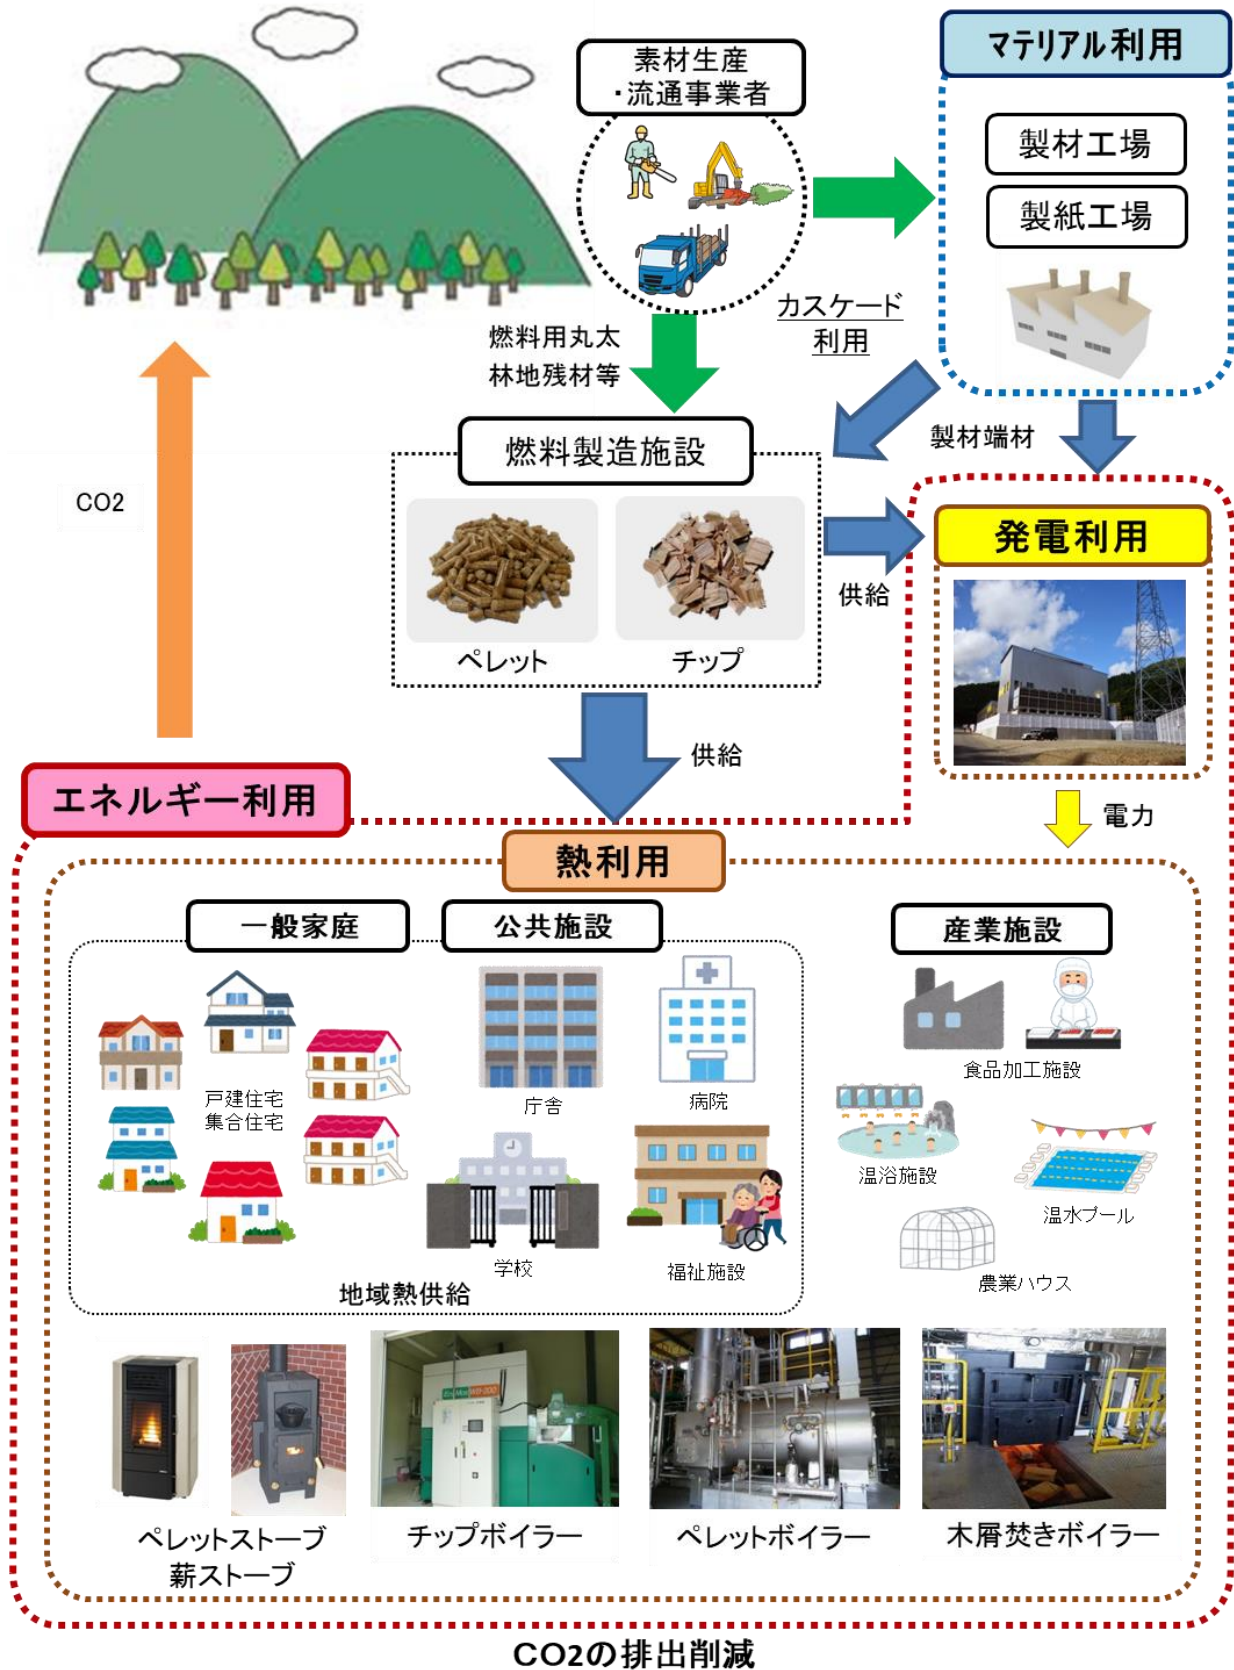 素材生産
・流通事業者
マテリアル利用
製材工場
製紙工場
カスケード
利用
燃料用丸太
林地残材等
製材端材
燃料製造施設
CO2
ペレット
チップ
供給
発電利用
供給
電力
エネルギー利用
熱利用
一般家庭
公共施設
産業施設
戸建住宅
集合住宅
庁舎
病院
学校
福祉施設
地域熱供給
食品加工施設
温浴施設
温水プール
農業ハウス
ペレットストーブ
薪ストーブ
チップボイラー
ペレットボイラー
木屑焚きボイラー
CO2の排出削減